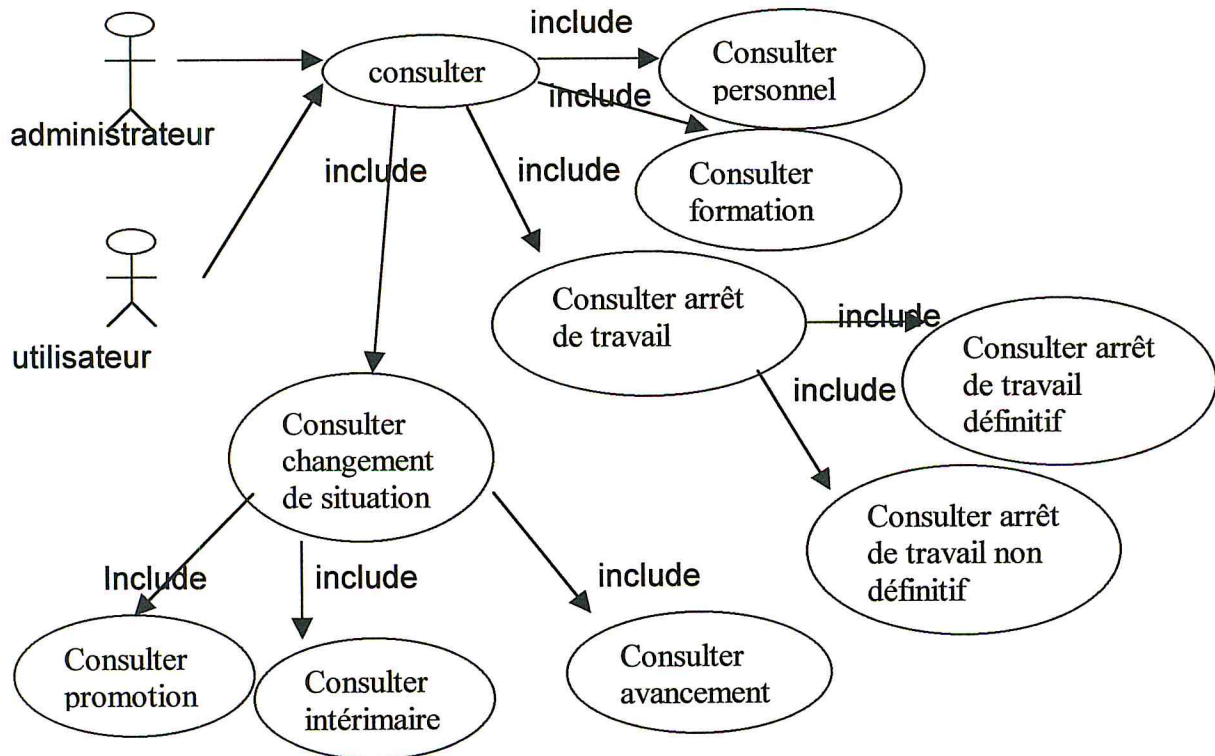 include
consulter
Consulter
personnel
include
administrateur
include
include
Consulter
formation
Consulter arrêt
de travail
include
utilisateur
Consulter arrêt
de travail
définitif
include
Consulter
changement
de situation
Consulter arrêt
de travail non
définitif
Include
include
include
Consulter
promotion
Consulter
intérimaire
Consulter
avancement